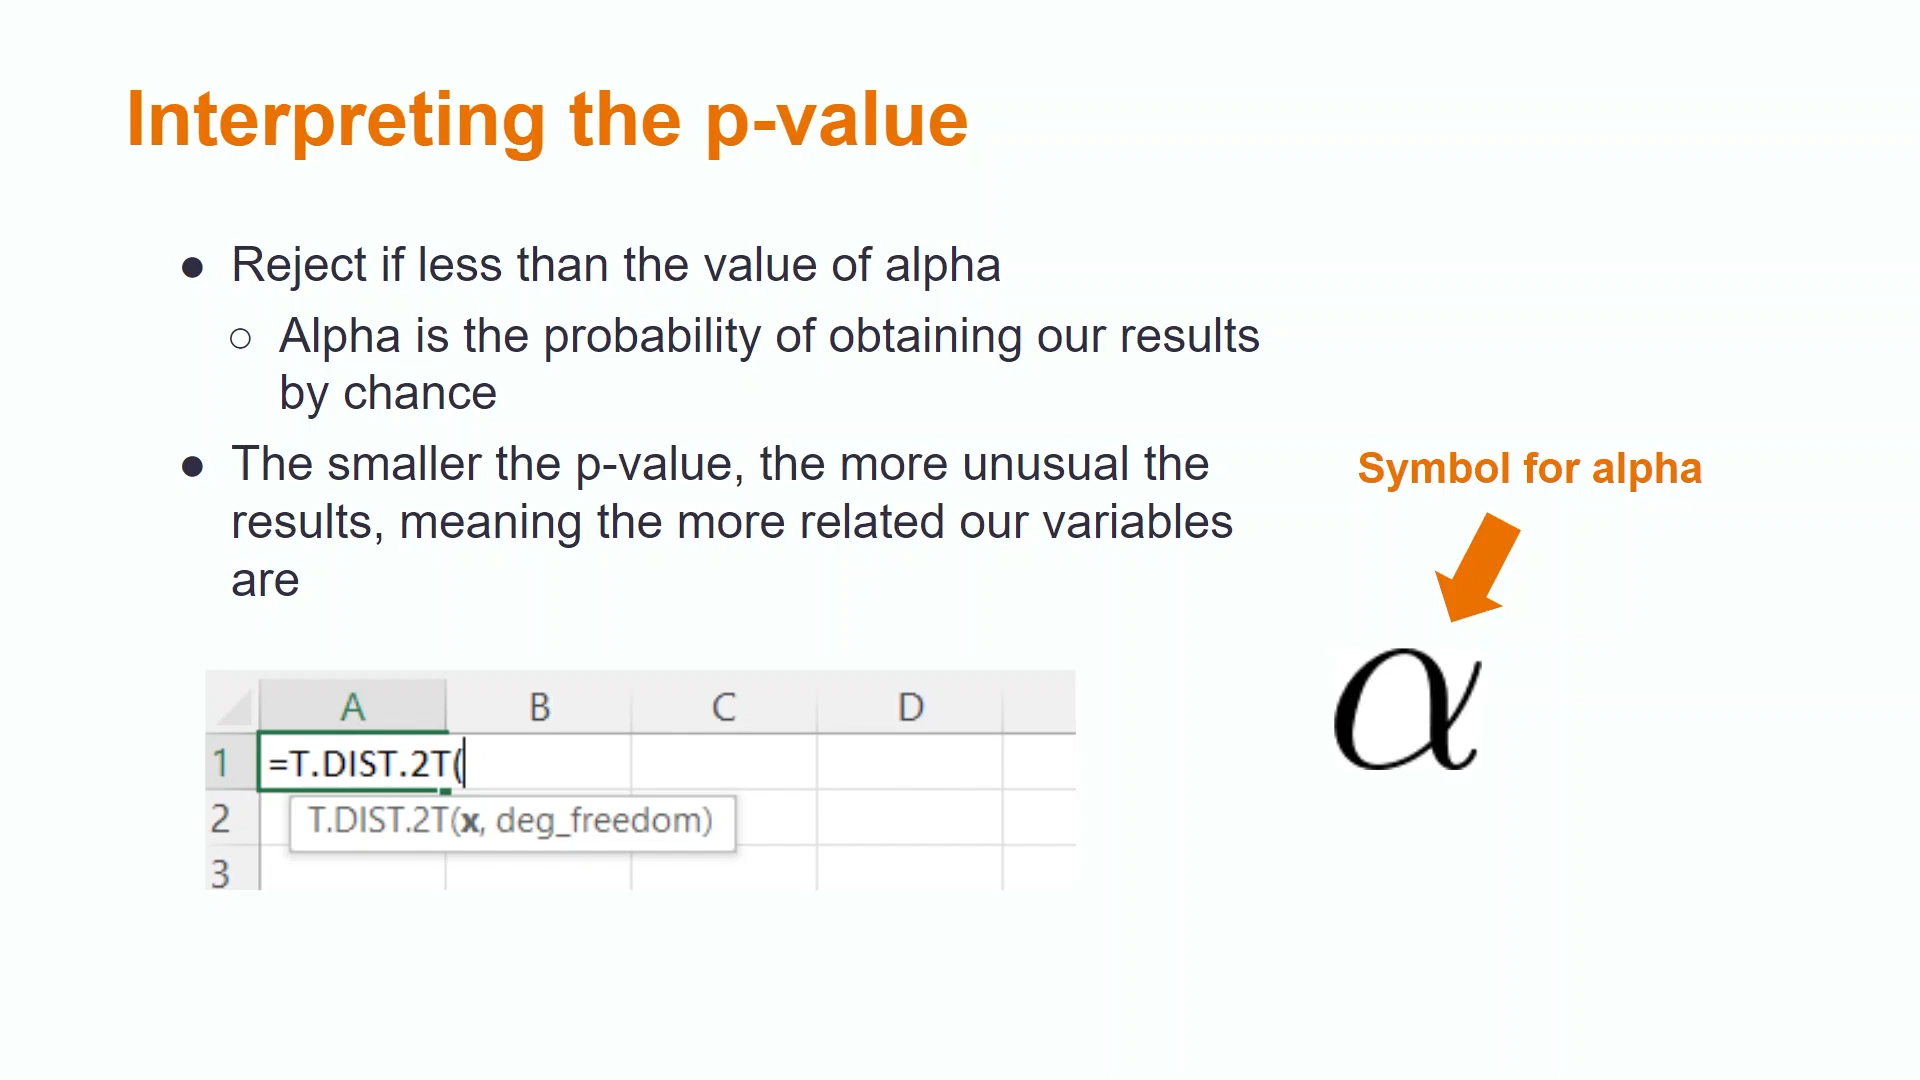 Interpreting the p-value
● Reject if less than the value of alpha
○ Alpha is the probability of obtaining our results
by chance
● The smaller the p-value, the more unusual the
results, meaning the more related our variables
are
Symbol for alpha
α
A B C D
1 =T.DIST.2T(
2 T.DIST.2T(x, deg_freedom)
3